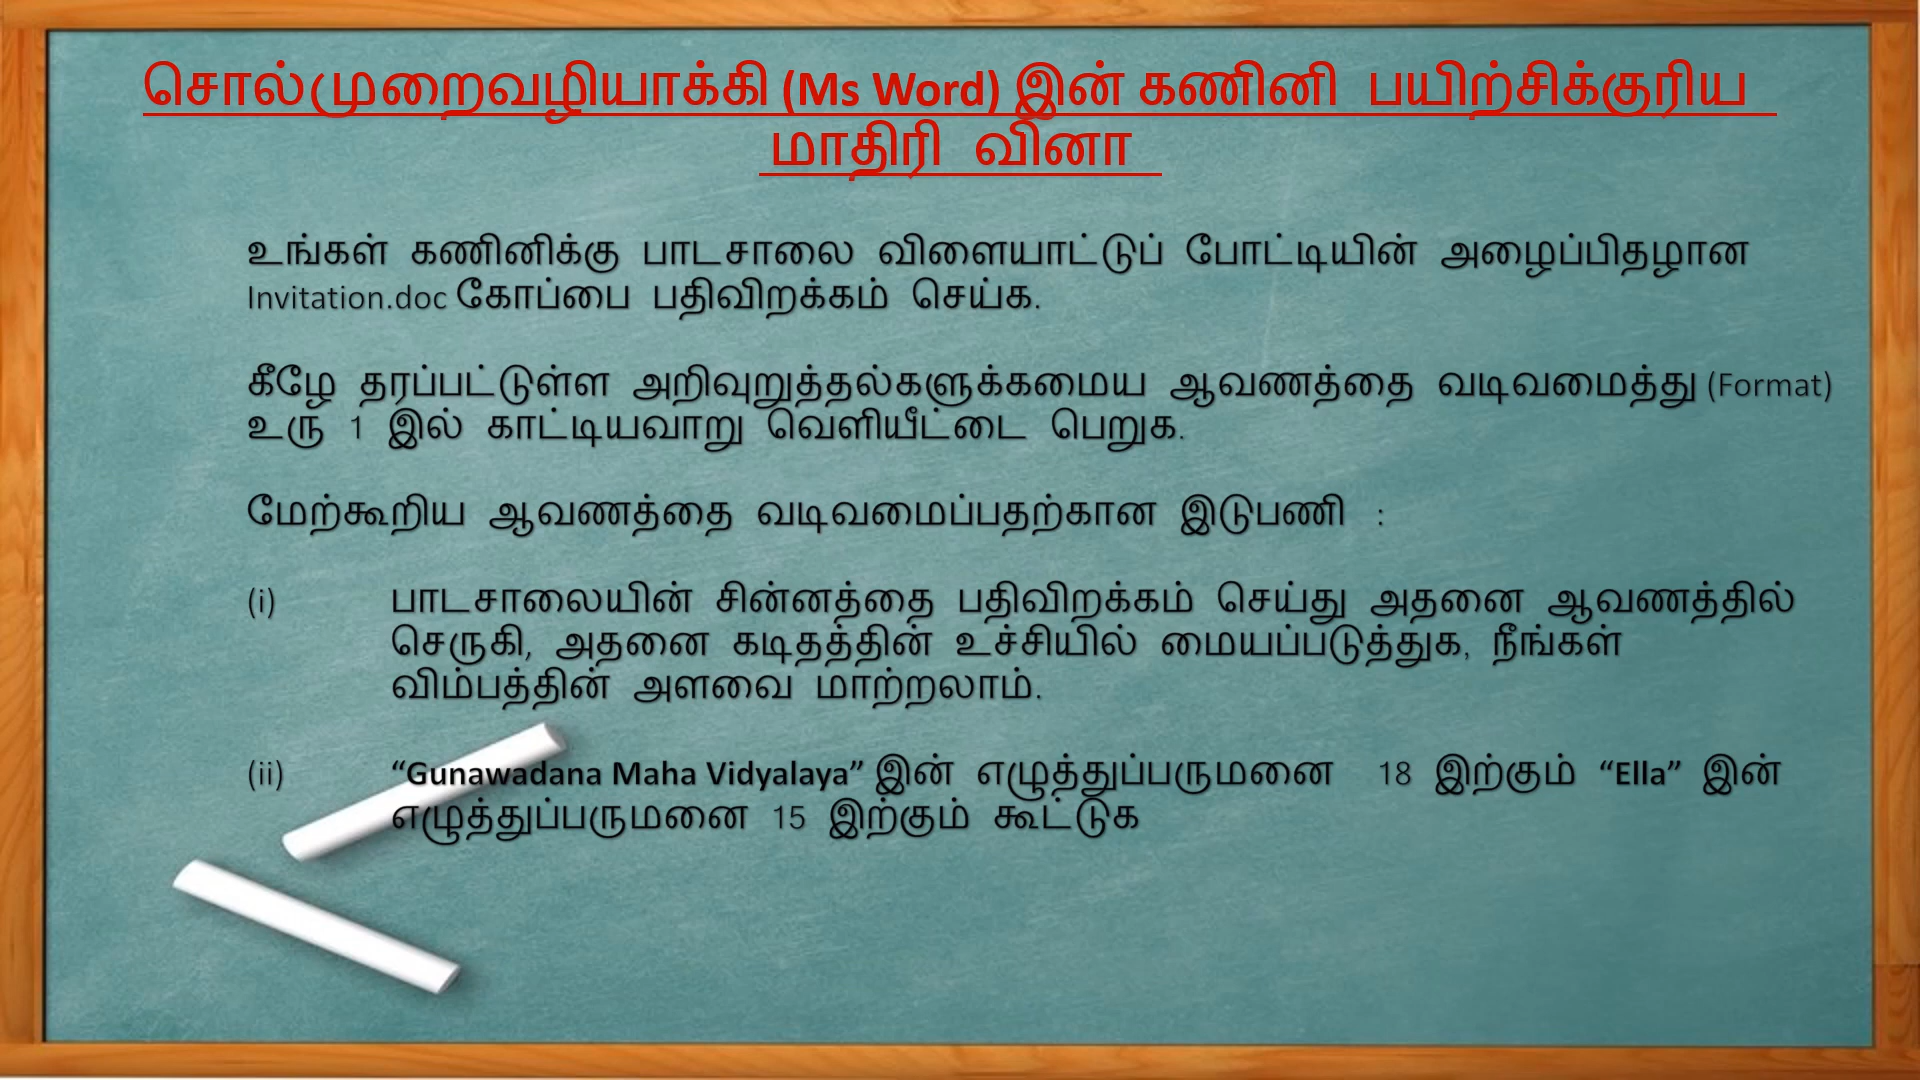 சொல்முறைவழியாக்கி (Ms Word) இன் கணினி பயிற்சிக்குரிய
மாதிரி வினா
உங்கள் கணினிக்கு பாடசாலை விளையாட்டுப் போட்டியின் அழைப்பிதழான
Invitation.doc கோப்பை பதிவிறக்கம் செய்க.
கீழே தரப்பட்டுள்ள அறிவுறுத்தல்களுக்கமைய ஆவணத்தை வடிவமைத்து (Format)
உரு 1 இல் காட்டியவாறு வெளியீட்டை பெறுக.
மேற்கூறிய ஆவணத்தை வடிவமைப்பதற்கான இடுபணி :
(i) பாடசாலையின் சின்னத்தை பதிவிறக்கம் செய்து அதனை ஆவணத்தில்
செருகி, அதனை கடிதத்தின் உச்சியில் மையப்படுத்துக, நீங்கள்
விம்பத்தின் அளவை மாற்றலாம்.
(ii) “Gunawadana Maha Vidyalaya” இன் எழுத்துப்பருமனை 18 இற்கும் “Ella” இன்
எழுத்துப்பருமனை 15 இற்கும் கூட்டுக